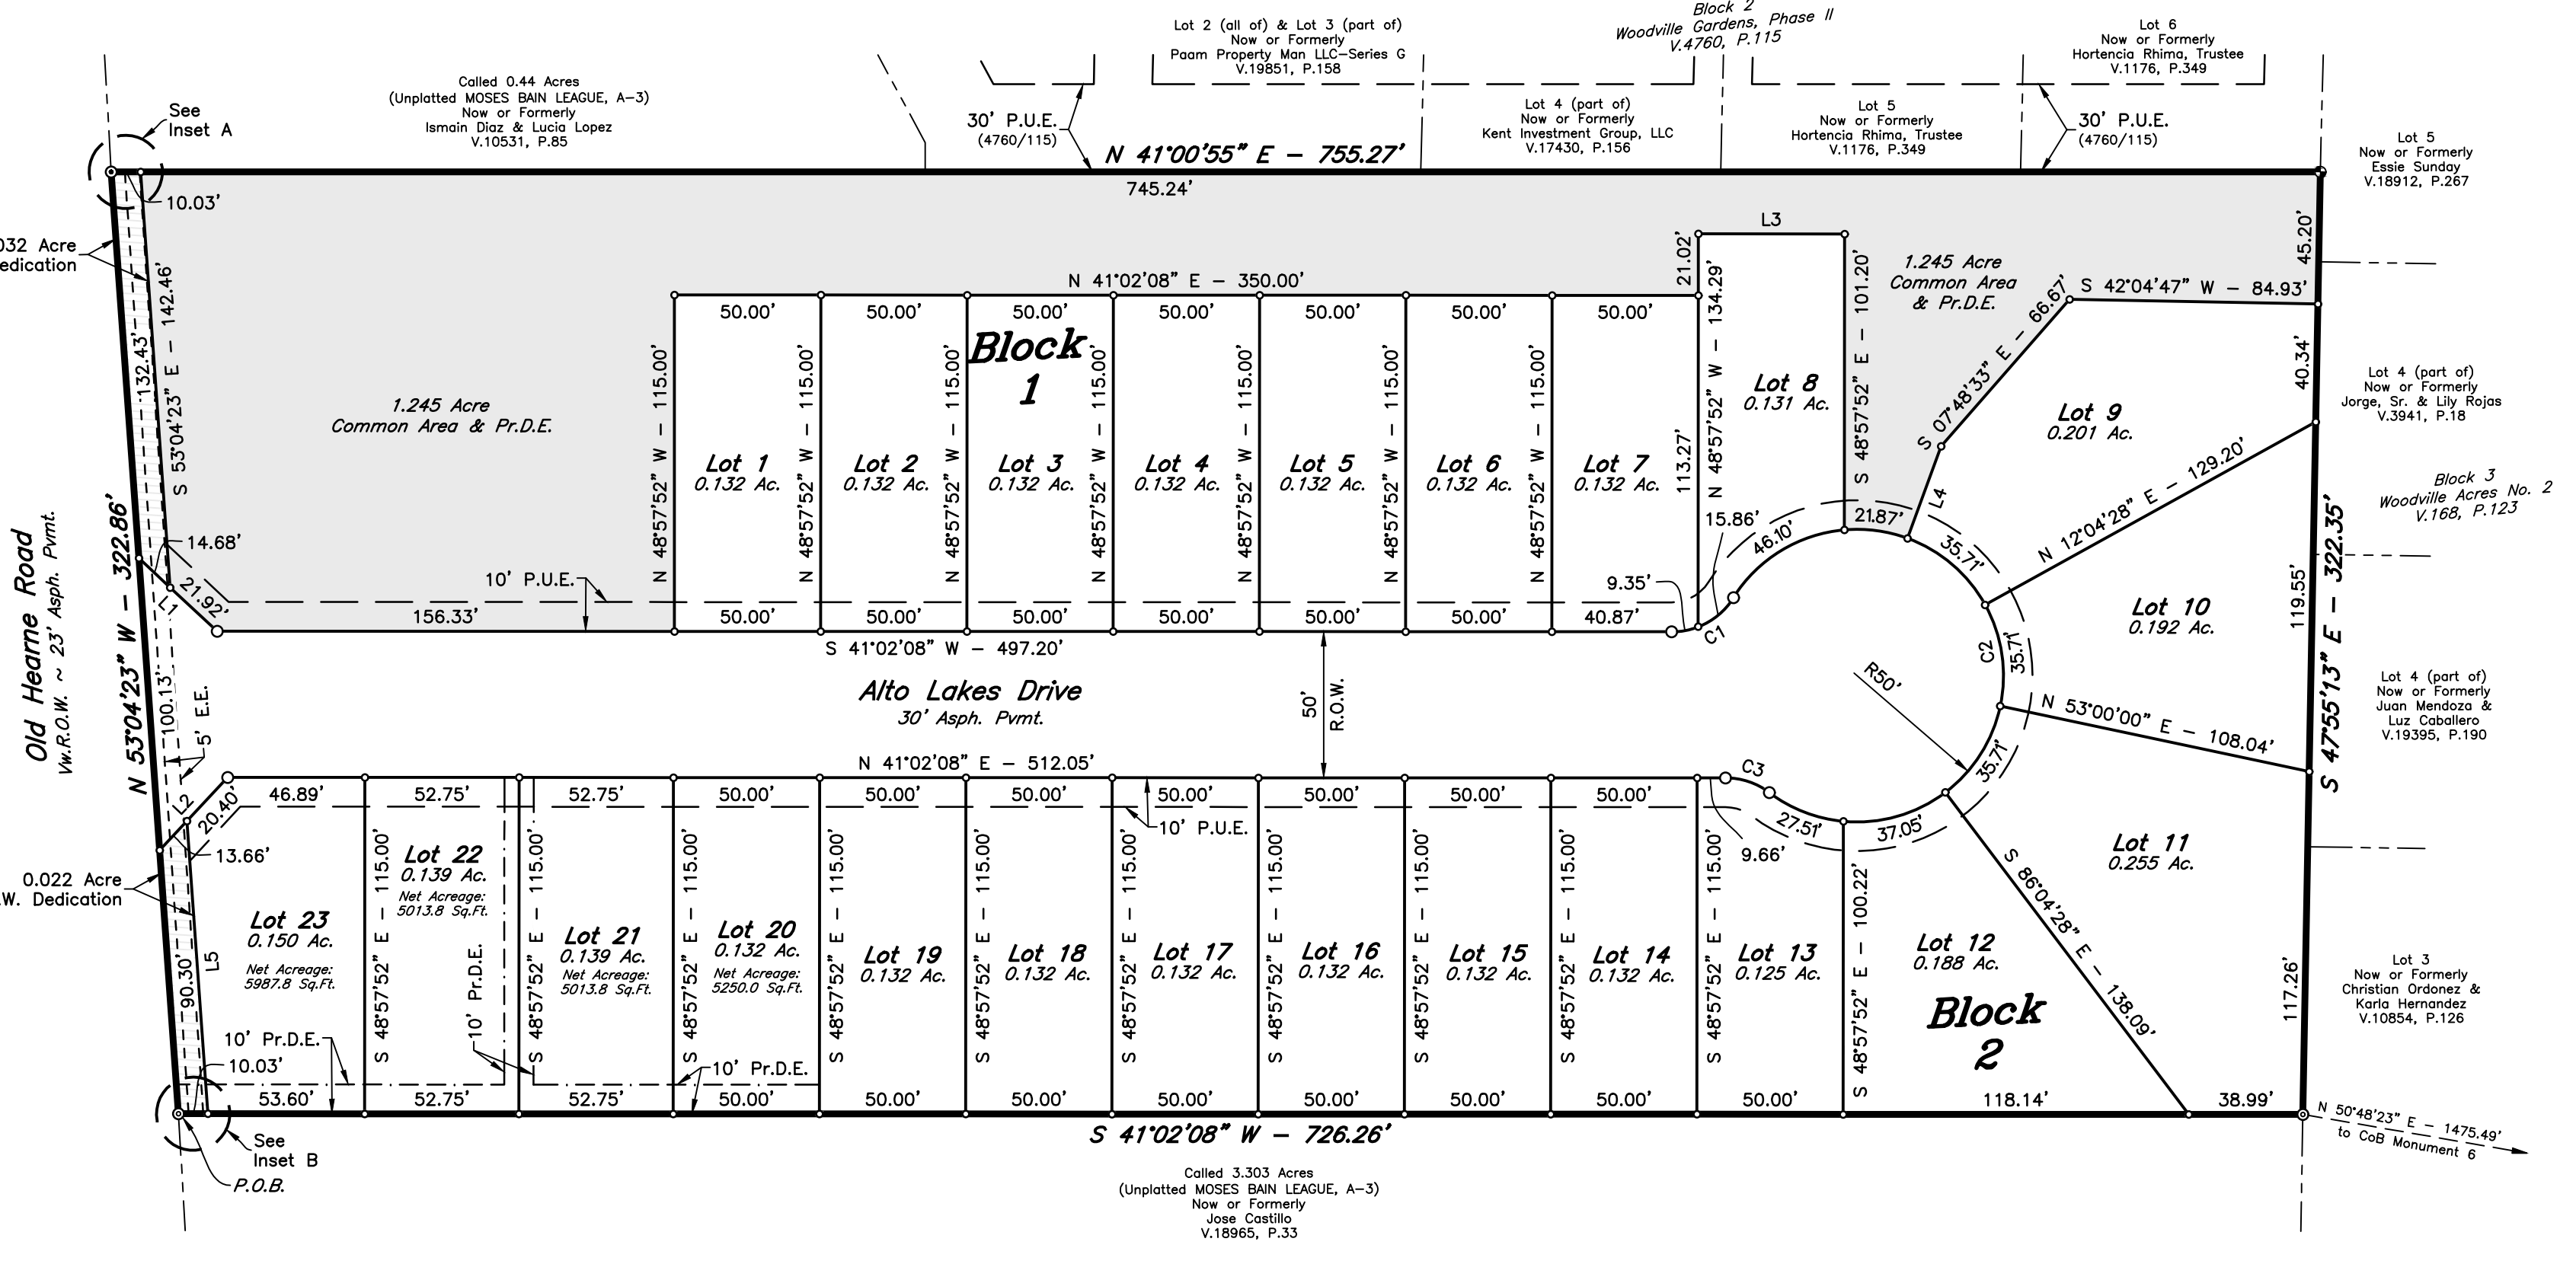 Block 2
Woodville Gardens, Phase II
V.4760, P.115
Lot 2 (all of) & Lot 3 (part of)
Now or Formerly
Paam Property Man LLC-Series G
V.19851, P.158
Lot 6
Now or Formerly
Hortencia Rhima, Trustee
V.1176, P.349
Called 0.44 Acres
(Unplatted MOSES BAIN LEAGUE, A-3)
Now or Formerly
Ismain Diaz & Lucia Lopez
V.10531, P.85
See
Inset A
30' P.U.E.
(4760/115)
Lot 4 (part of)
Now or Formerly
Kent Investment Group, LLC
V.17430, P.156
Lot 5
Now or Formerly
Hortencia Rhima, Trustee
V.1176, P.349
30' P.U.E.
(4760/115)
Lot 5
Now or Formerly
Essie Sunday
V.18912, P.267
N 41°00'55" E - 755.27'
745.24'
10.03'
032 Acre
edication
132.43'
142.46'
S 53°04'23" E -
1.245 Acre
Common Area & Pr.D.E.
N 41°02'08" E - 350.00'
50.00'
50.00'
50.00'
50.00'
50.00'
50.00'
50.00'
Block
1
N 48°57'52" W - 115.00'
Lot 1
0.132 Ac.
N 48°57'52" W - 115.00'
Lot 2
0.132 Ac.
N 48°57'52" W - 115.00'
Lot 3
0.132 Ac.
N 48°57'52" W - 115.00'
Lot 4
0.132 Ac.
N 48°57'52" W - 115.00'
Lot 5
0.132 Ac.
N 48°57'52" W - 115.00'
Lot 6
0.132 Ac.
N 48°57'52" W - 115.00'
Lot 7
0.132 Ac.
21.02'
113.27'
N 48°57'52" W - 134.29'
L3
Lot 8
0.131 Ac.
S 48°57'52" E - 101.20'
1.245 Acre
Common Area
& Pr.D.E.
S 07°48'33" E - 66.67'
S 42°04'47" W - 84.93'
45.20'
40.34'
Lot 9
0.201 Ac.
L4
N 12°04'28" E - 129.20'
Lot 4 (part of)
Now or Formerly
Jorge, Sr. & Lily Rojas
V.3941, P.18
Block 3
Woodville Acres No. 2
V.168, P.123
Old Hearne Road
Vw.R.O.W. ~ 23' Asph. Pvmt.
N 53°04'23" W - 322.86'
14.68'
21.92'
L1
10' P.U.E.
156.33'
50.00'
50.00'
50.00'
50.00'
50.00'
50.00'
40.87'
9.35'
15.86'
C1
46.10'
21.87'
35.71'
C2
35.71'
35.71'
R50'
Lot 10
0.192 Ac.
119.55'
S 47°55'13" E - 322.35'
N 53°00'00" E - 108.04'
Lot 4 (part of)
Now or Formerly
Juan Mendoza &
Luz Caballero
V.19395, P.190
S 41°02'08" W - 497.20'
Alto Lakes Drive
30' Asph. Pvmt.
50'
R.O.W.
100.13'
5' E.E.
N 41°02'08" E - 512.05'
L2
20.40'
13.66'
46.89'
52.75'
52.75'
50.00'
50.00'
50.00'
50.00'
50.00'
50.00'
50.00'
10' P.U.E.
9.66'
C3
27.51'
37.05'
0.022 Acre
.W. Dedication
90.30'
L5
Lot 23
0.150 Ac.
Net Acreage:
5987.8 Sq.Ft.
S 48°57'52" E - 115.00'
Lot 22
0.139 Ac.
Net Acreage:
5013.8 Sq.Ft.
10' Pr.D.E.
S 48°57'52" E - 115.00'
Lot 21
0.139 Ac.
Net Acreage:
5013.8 Sq.Ft.
S 48°57'52" E - 115.00'
Lot 20
0.132 Ac.
Net Acreage:
5250.0 Sq.Ft.
S 48°57'52" E - 115.00'
Lot 19
0.132 Ac.
S 48°57'52" E - 115.00'
Lot 18
0.132 Ac.
S 48°57'52" E - 115.00'
Lot 17
0.132 Ac.
S 48°57'52" E - 115.00'
Lot 16
0.132 Ac.
S 48°57'52" E - 115.00'
Lot 15
0.132 Ac.
S 48°57'52" E - 115.00'
Lot 14
0.132 Ac.
S 48°57'52" E - 115.00'
Lot 13
0.125 Ac.
S 48°57'52" E - 100.22'
Lot 12
0.188 Ac.
Block
2
S 86°04'28" E - 138.09'
Lot 11
0.255 Ac.
117.26'
Lot 3
Now or Formerly
Christian Ordonez &
Karla Hernandez
V.10854, P.126
10' Pr.D.E.
10.03'
10' Pr.D.E.
53.60'
52.75'
52.75'
50.00'
50.00'
50.00'
50.00'
50.00'
50.00'
50.00'
50.00'
118.14'
38.99'
S 41°02'08" W - 726.26'
See
Inset B
P.O.B.
N 50°48'23" E - 1475.49'
to CoB Monument 6
Called 3.303 Acres
(Unplatted MOSES BAIN LEAGUE, A-3)
Now or Formerly
Jose Castillo
V.18965, P.33